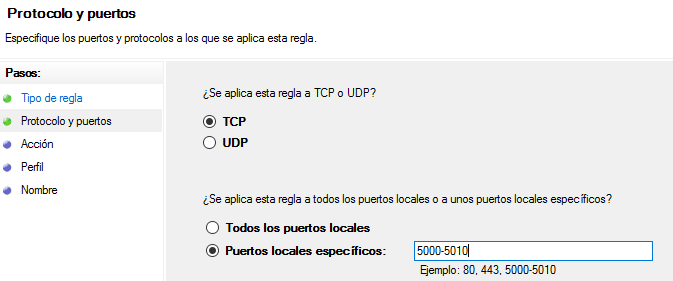 Protocolo y puertos
Especifique los puertos y protocolos a los que se aplica esta regla.
Pasos:
Tipo de regla
Protocolo y puertos
Acción
Perfil
Nombre
¿Se aplica esta regla a TCP o UDP?
TCP
UDP
¿Se aplica esta regla a todos los puertos locales o a unos puertos locales específicos?
Todos los puertos locales
Puertos locales específicos: 5000-5010
Ejemplo: 80, 443, 5000-5010